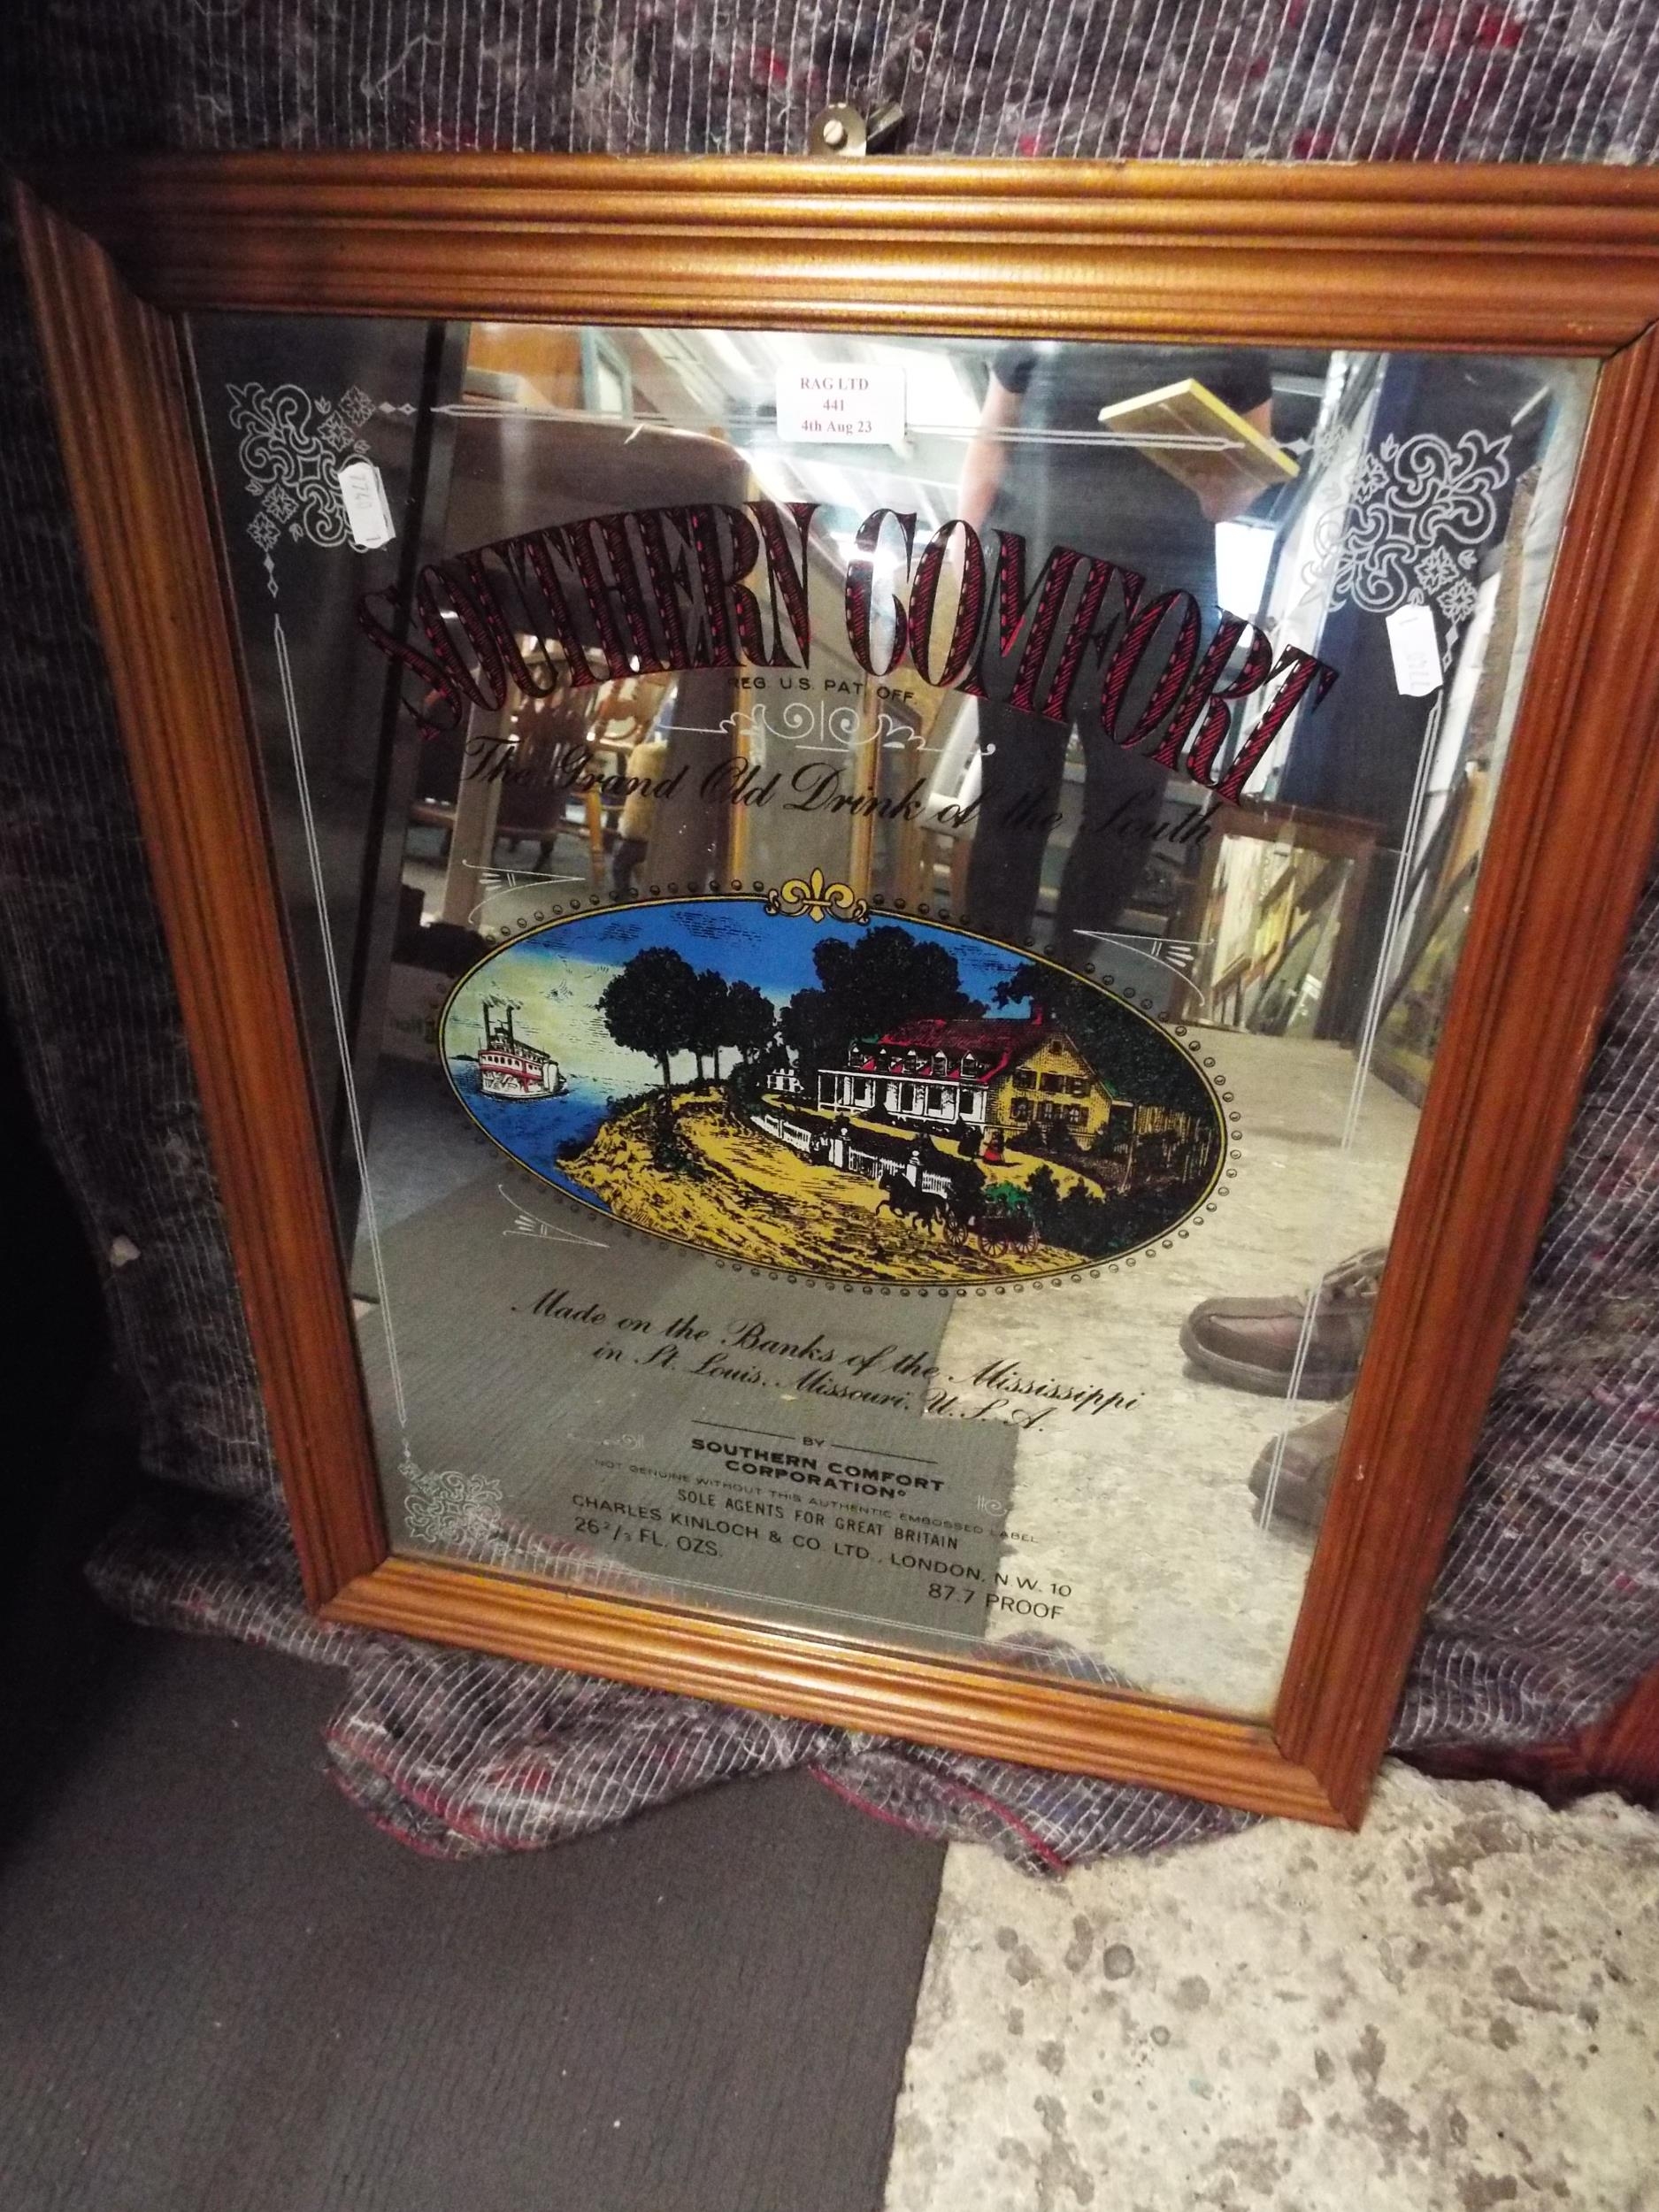 RAG LTD
441
4th Aug 23
SOUTHERN COMFORT
REG. U.S. PAT. OFF.
The Grand Old Drink of the South
Made on the Banks of the Mississippi
in St. Louis, Missouri, U.S.A.
BY
SOUTHERN COMFORT
CORPORATION®
NOT GENUINE WITHOUT THIS AUTHENTIC EMBOSSED LABEL
SOLE AGENTS FOR GREAT BRITAIN
CHARLES KINLOCH & CO. LTD., LONDON, N.W. 10
26 2/3 FL. OZS.
87.7 PROOF